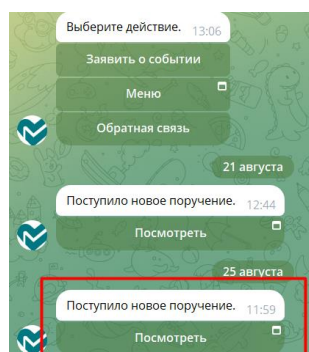 Выберите действие. 13:06
Заявить о событии
Меню
Обратная связь
21 августа
Поступило новое поручение. 12:44
Посмотреть
25 августа
Поступило новое поручение. 11:59
Посмотреть